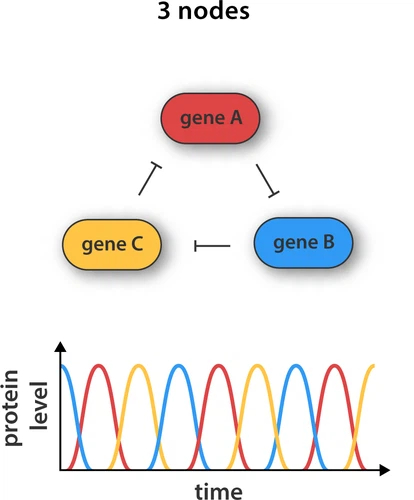 3 nodes
gene A
gene C
gene B
protein
level
time